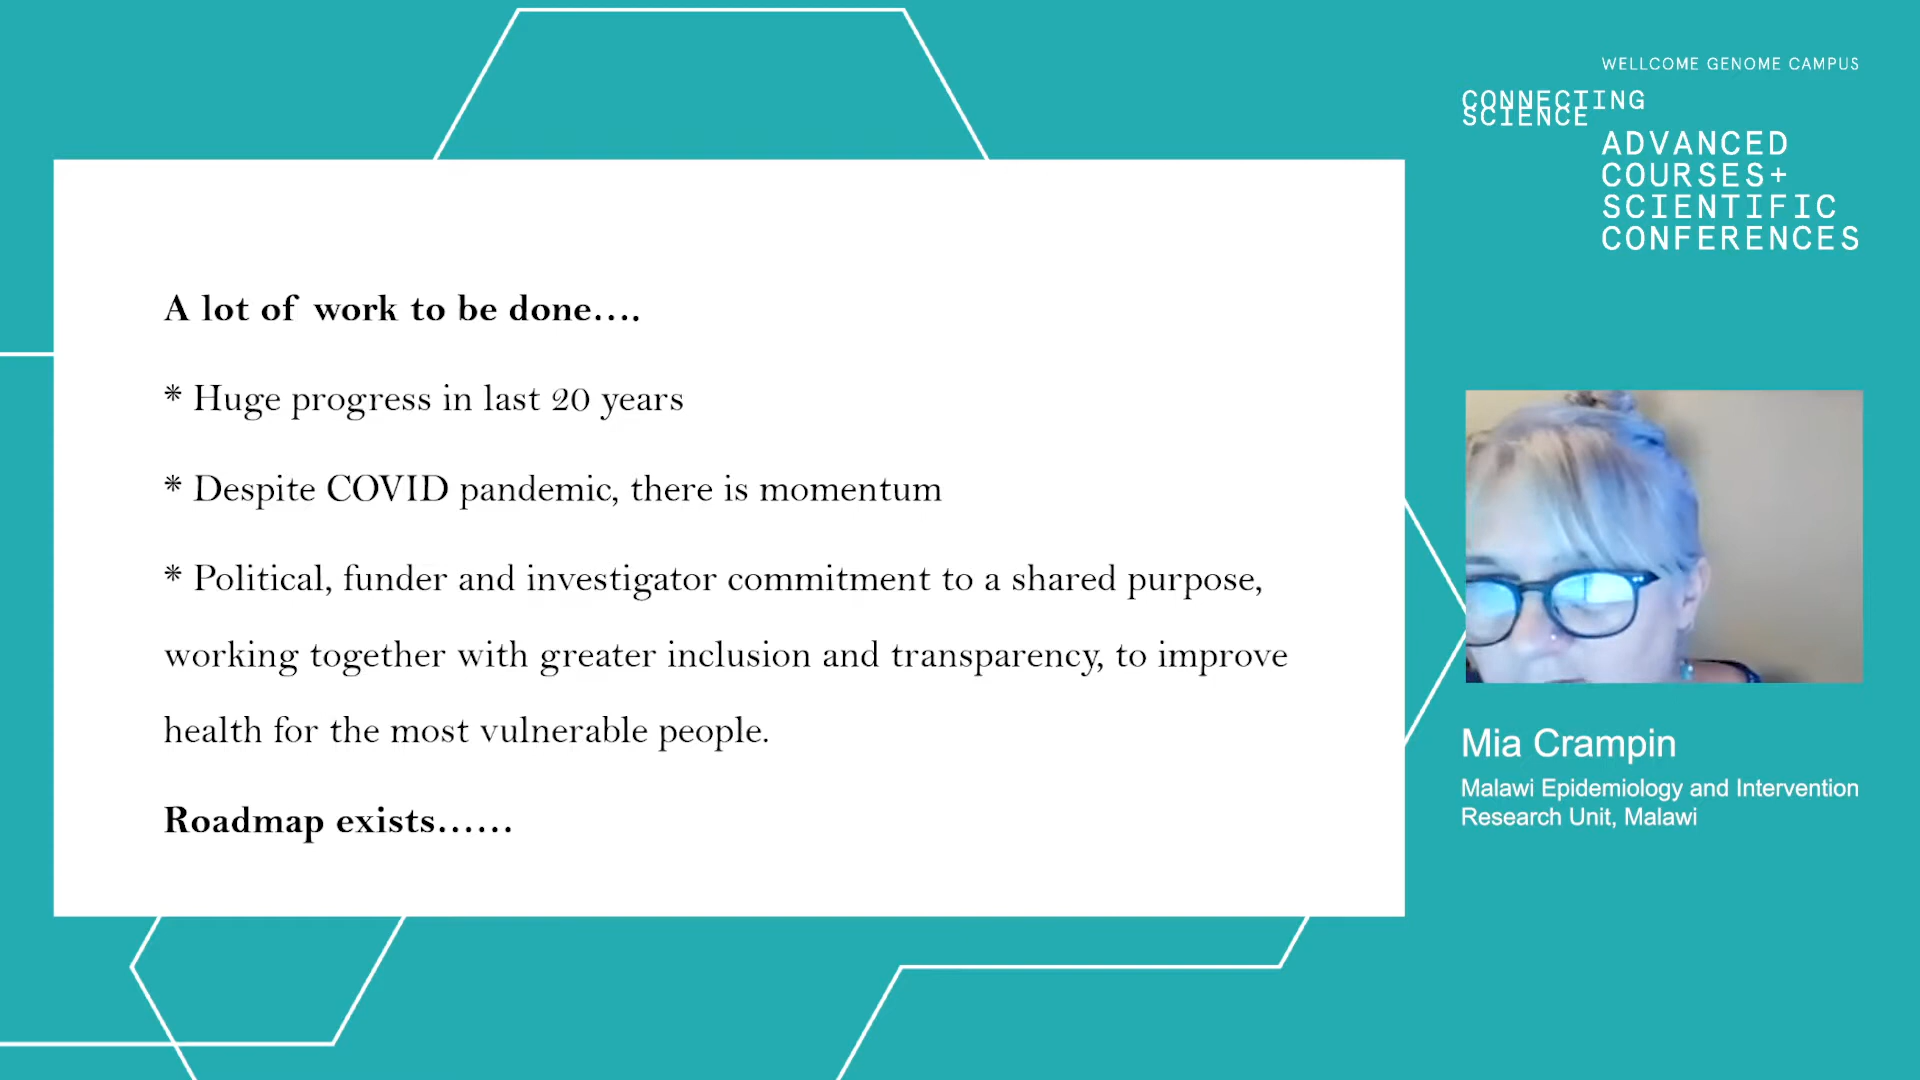 WELLCOME GENOME CAMPUS
CONNECTING
SCIENCE
ADVANCED
COURSES+
SCIENTIFIC
CONFERENCES
A lot of work to be done....
* Huge progress in last 20 years
* Despite COVID pandemic, there is momentum
* Political, funder and investigator commitment to a shared purpose,
working together with greater inclusion and transparency, to improve
health for the most vulnerable people.
Roadmap exists......
Mia Crampin
Malawi Epidemiology and Intervention
Research Unit, Malawi